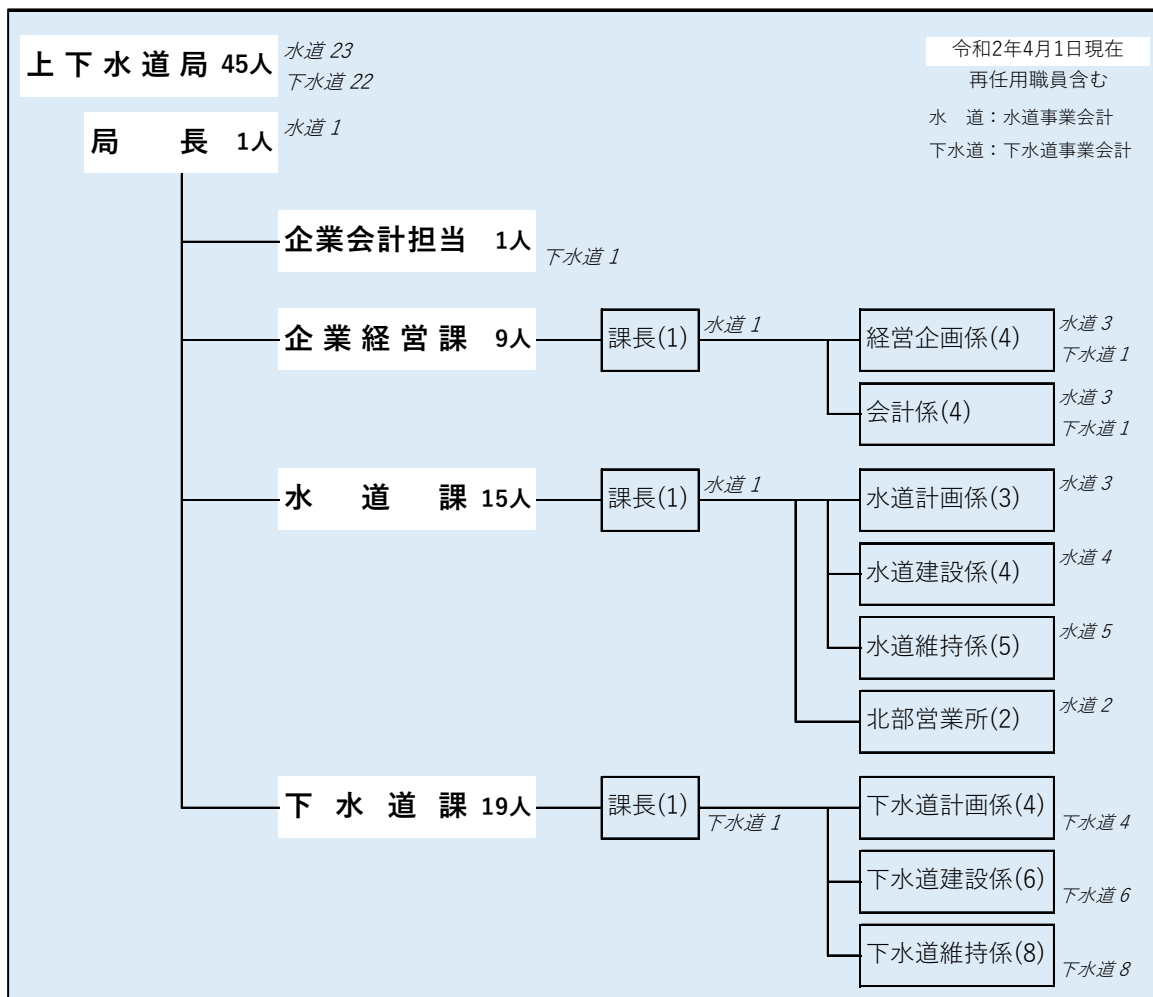 上下水道局 45人
水道 23
下水道 22
令和2年4月1日現在
再任用職員含む
水　道：水道事業会計
下水道：下水道事業会計
局　長 1人
水道 1
企業会計担当 1人
下水道 1
企業経営課 9人
課長(1)
水道 1
経営企画係(4)
水道 3
下水道 1
会計係(4)
水道 3
下水道 1
水道課 15人
課長(1)
水道 1
水道計画係(3)
水道 3
水道建設係(4)
水道 4
水道維持係(5)
水道 5
北部営業所(2)
水道 2
下水道課 19人
課長(1)
下水道 1
下水道計画係(4)
下水道 4
下水道建設係(6)
下水道 6
下水道維持係(8)
下水道 8